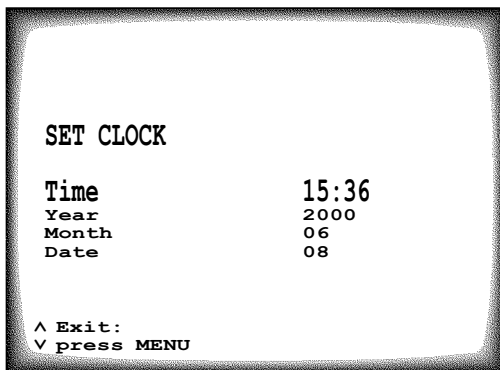 SET CLOCK
Time 15:36
Year 2000
Month 06
Date 08
∧ Exit:
∨ press MENU